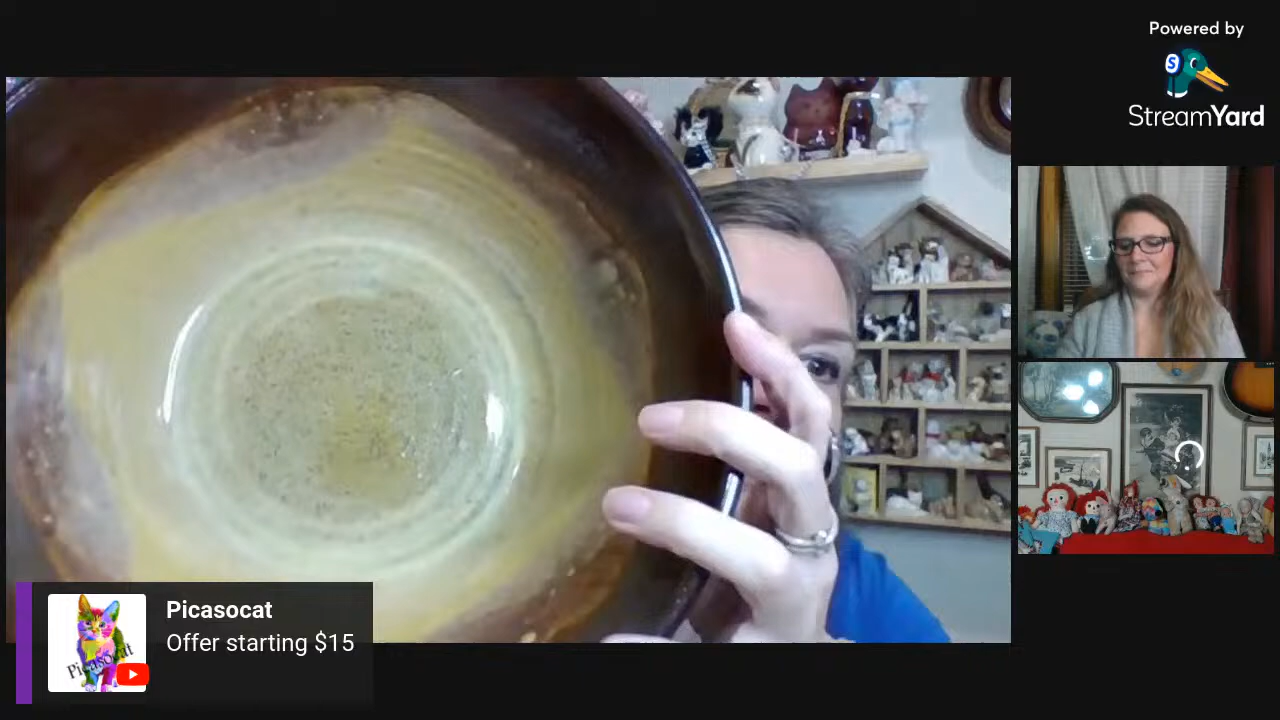 Powered by
S
StreamYard
Picasocat
Offer starting $15
Picasocat